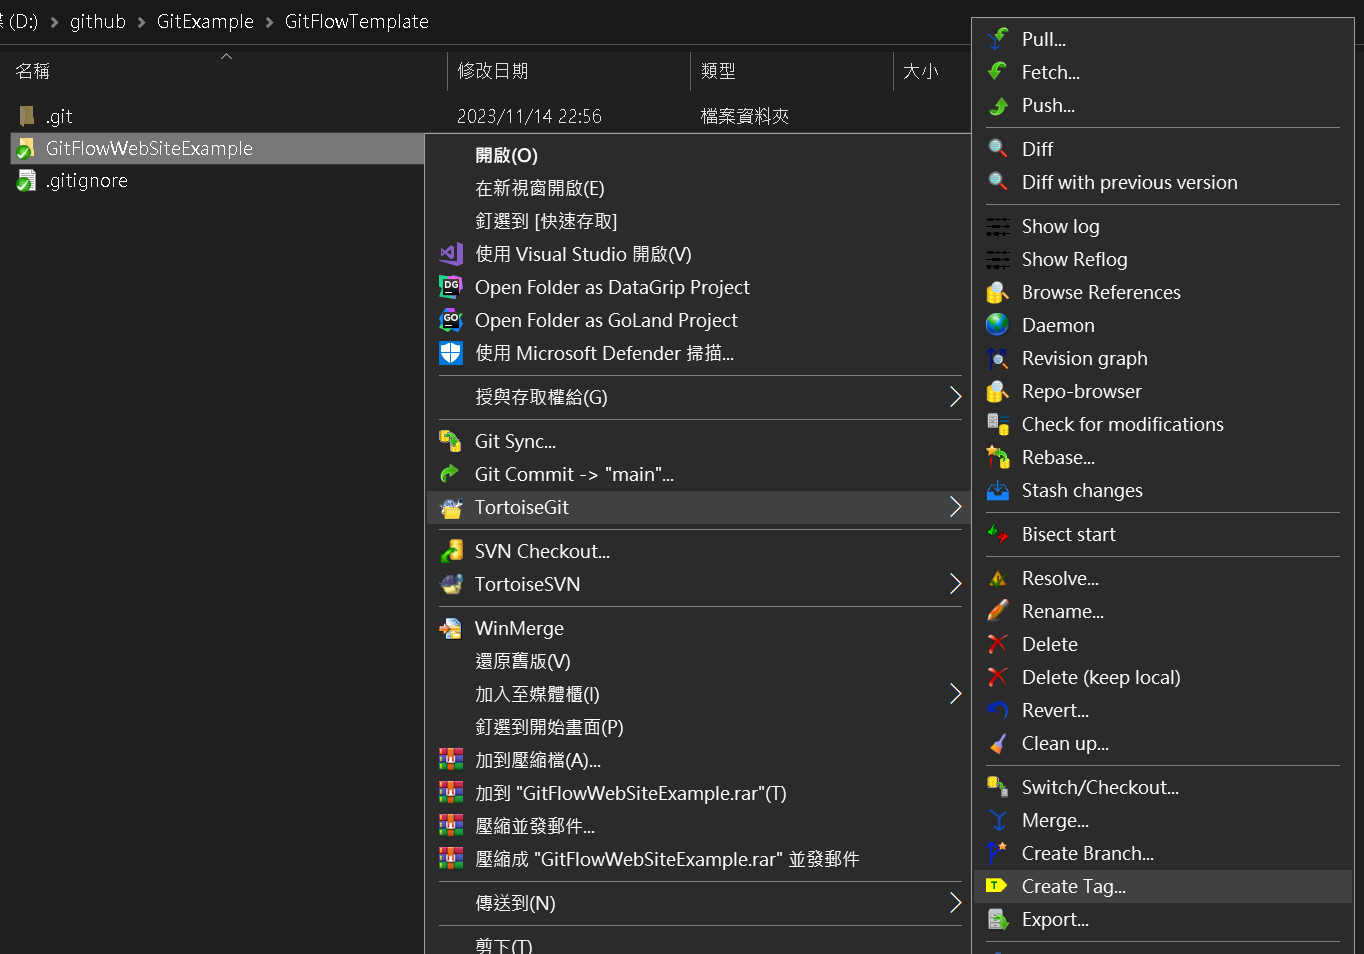 (D:) > github > GitExample > GitFlowTemplate
名稱 修改日期 類型 大小
.git 2023/11/14 22:56 檔案資料夾
GitFlowWebSiteExample
.gitignore
開啟(O)
在新視窗開啟(E)
釘選到 [快速存取]
使用 Visual Studio 開啟(V)
Open Folder as DataGrip Project
Open Folder as GoLand Project
使用 Microsoft Defender 掃描...
授與存取權給(G)
Git Sync...
Git Commit -> "main"...
TortoiseGit
SVN Checkout...
TortoiseSVN
WinMerge
還原舊版(V)
加入至媒體櫃(I)
釘選到開始畫面(P)
加到壓縮檔(A)...
加到 "GitFlowWebSiteExample.rar"(T)
壓縮並發郵件...
壓縮成 "GitFlowWebSiteExample.rar" 並發郵件
傳送到(N)
剪下(T)
Pull...
Fetch...
Push...
Diff
Diff with previous version
Show log
Show Reflog
Browse References
Daemon
Revision graph
Repo-browser
Check for modifications
Rebase...
Stash changes
Bisect start
Resolve...
Rename...
Delete
Delete (keep local)
Revert...
Clean up...
Switch/Checkout...
Merge...
Create Branch...
Create Tag...
Export...